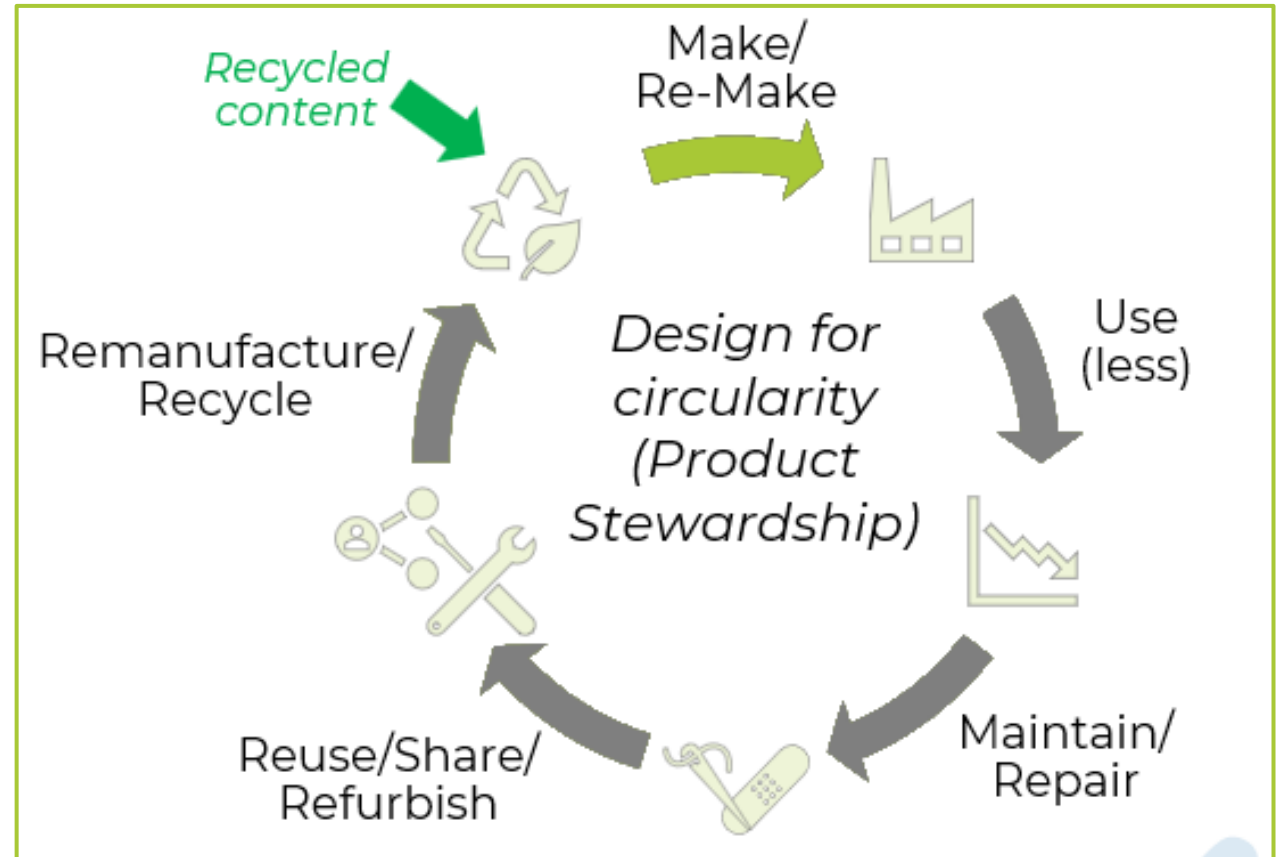 Recycled
content
Make/
Re-Make
Use
(less)
Design for
circularity
(Product
Stewardship)
Remanufacture/
Recycle
Maintain/
Repair
Reuse/Share/
Refurbish